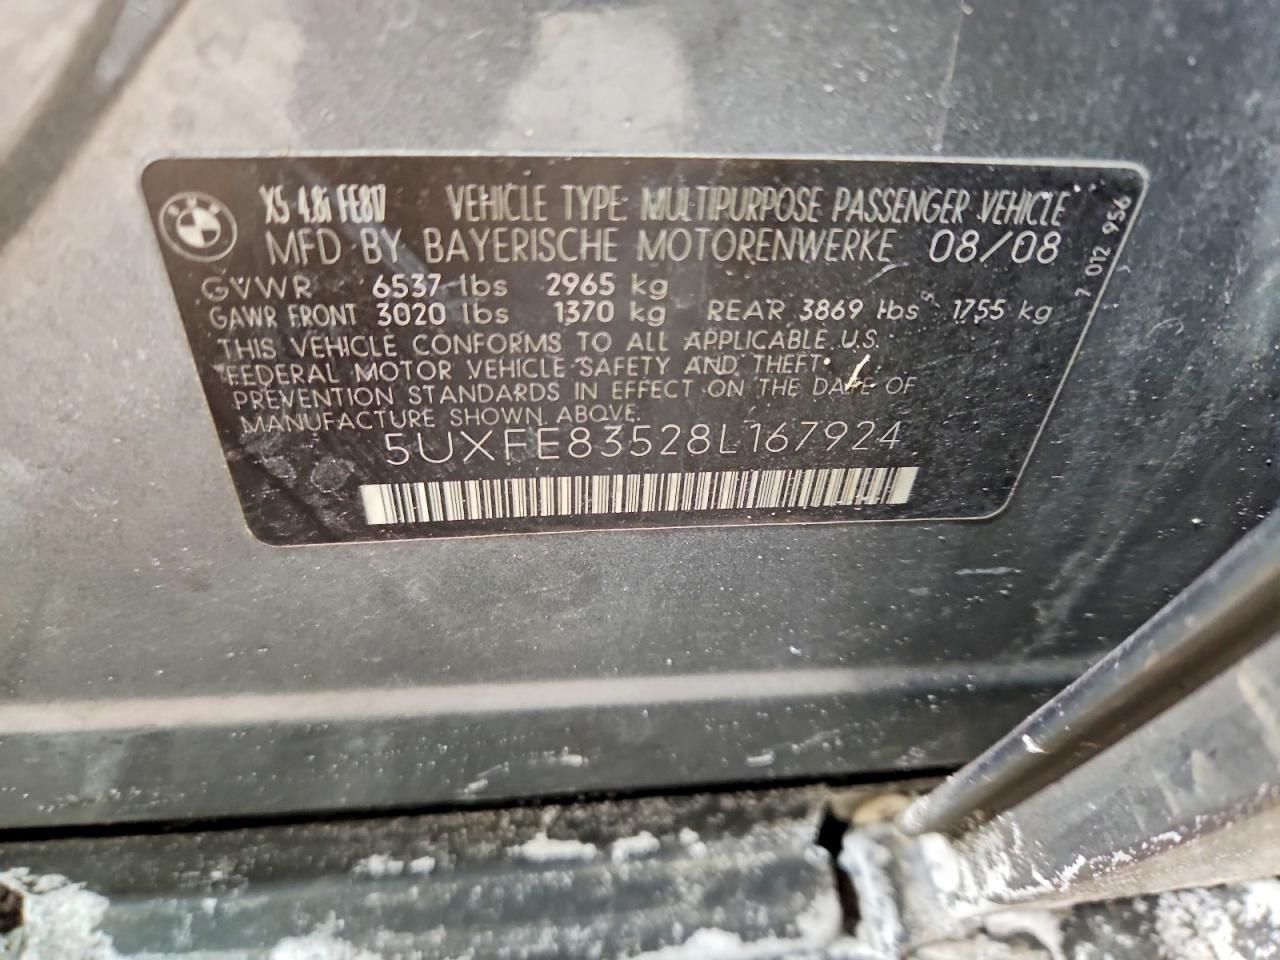 X5 4.8i FE817 VEHICLE TYPE MULTIPURPOSE PASSENGER VEHICLE
MFD BY BAYERISCHE MOTORENWERKE 08/08
GVWR 6537 lbs 2965 kg
GAWR FRONT 3020 lbs 1370 kg REAR 3869 lbs 1755 kg
THIS VEHICLE CONFORMS TO ALL APPLICABLE U.S.
FEDERAL MOTOR VEHICLE SAFETY AND THEFT
PREVENTION STANDARDS IN EFFECT ON THE DATE OF
MANUFACTURE SHOWN ABOVE.
5UXFE83528L167924
7 012 956
BMW